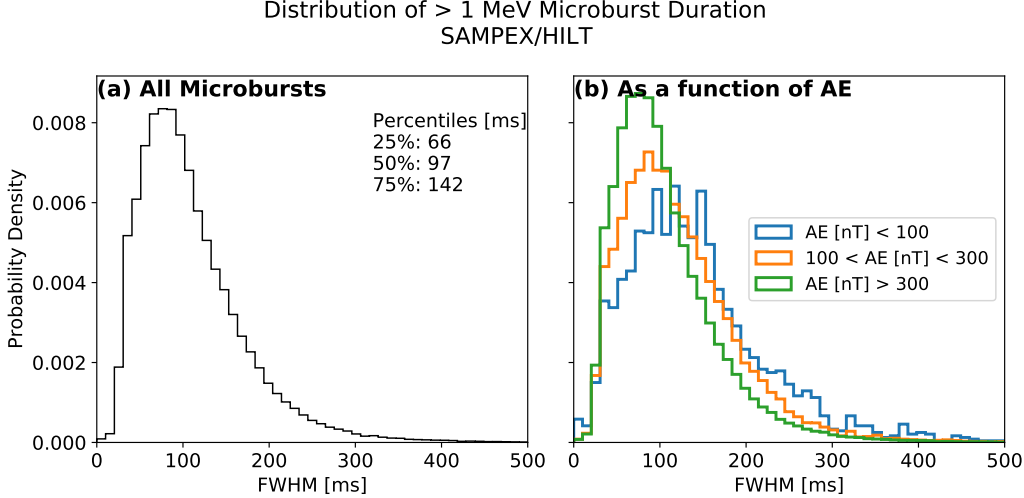 Distribution of > 1 MeV Microburst Duration
SAMPEX/HILT
(a) All Microbursts
Percentiles [ms]
25%: 66
50%: 97
75%: 142
Probability Density
0.008
0.006
0.004
0.002
0.000
0 100 200 300 400 500
FWHM [ms]
(b) As a function of AE
AE [nT] < 100
100 < AE [nT] < 300
AE [nT] > 300
0 100 200 300 400 500
FWHM [ms]